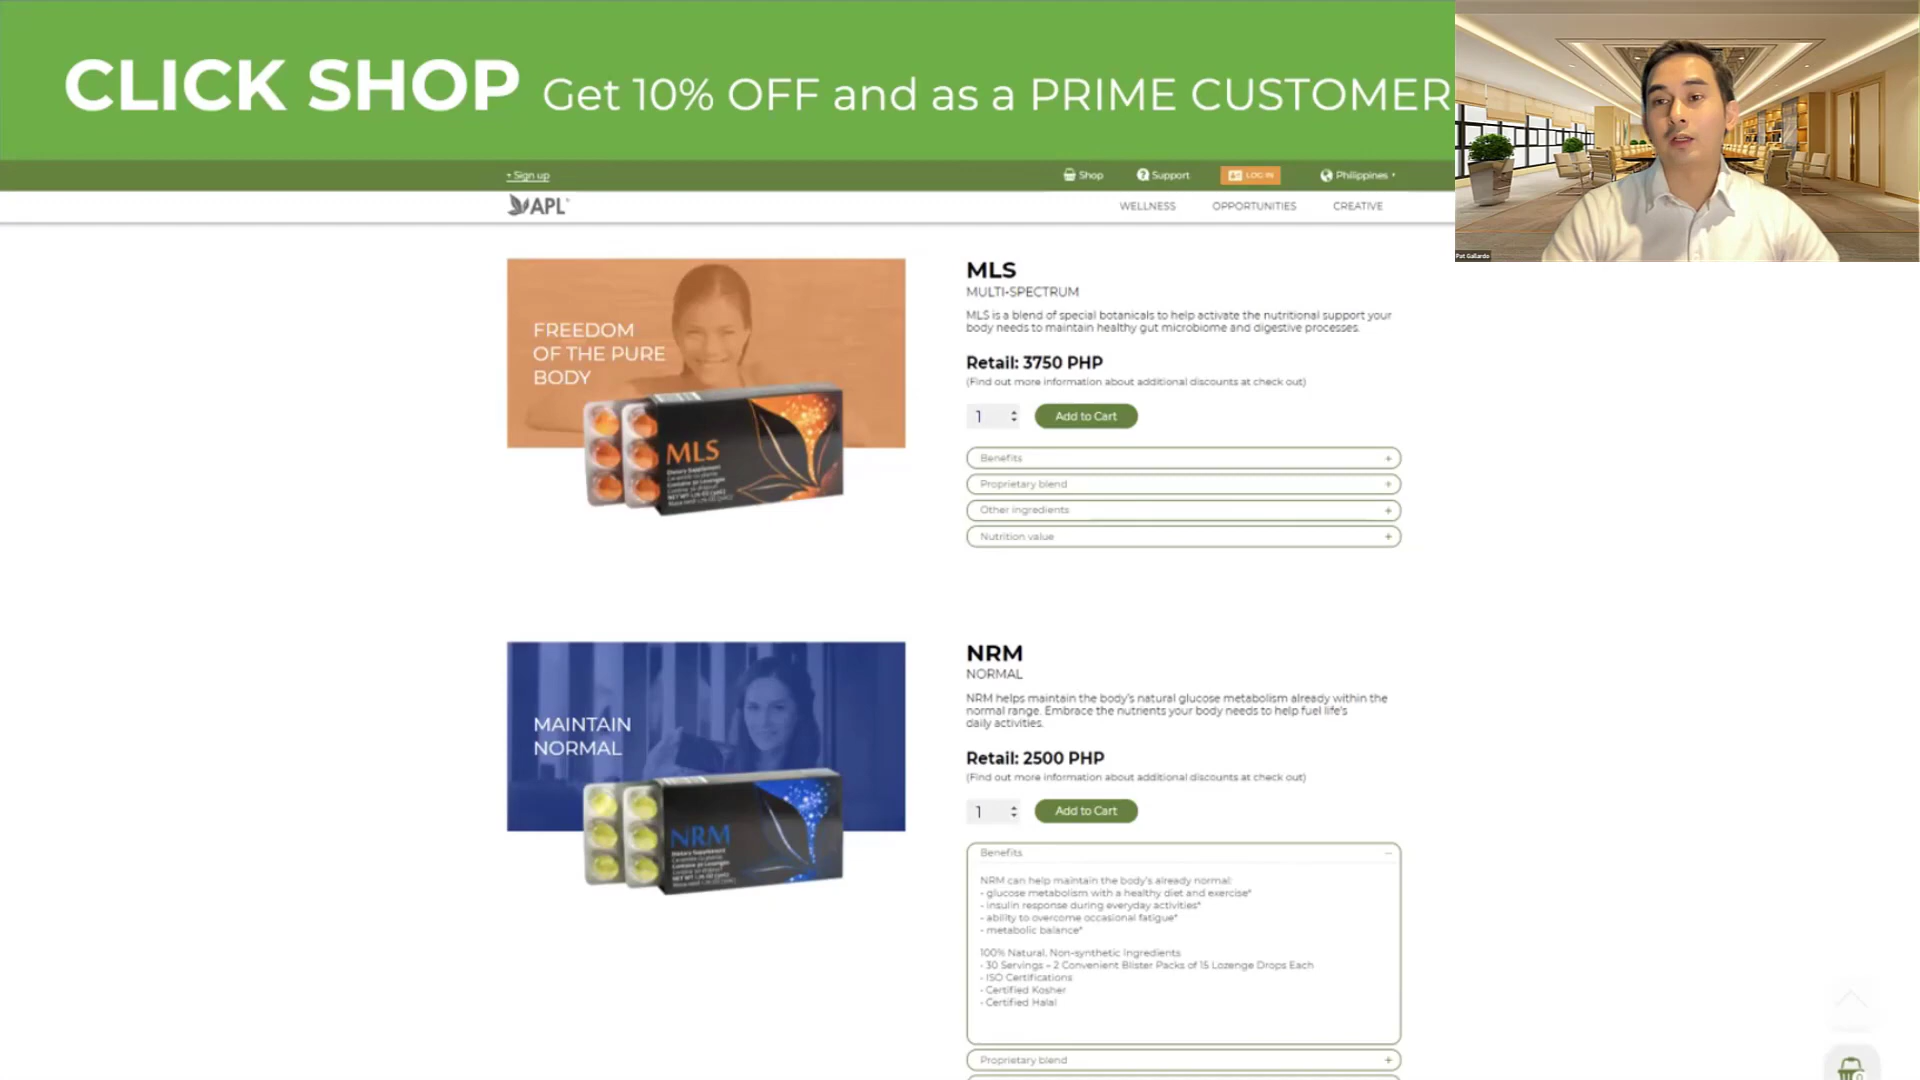 CLICK SHOP Get 10% OFF and as a PRIME CUSTOMER
+ Sign up
Shop
Support
LOG IN
Philippines
APL
WELLNESS
OPPORTUNITIES
CREATIVE
Pat Gallardo
FREEDOM
OF THE PURE
BODY
MLS
Dietary Supplement
MLS
MULTI-SPECTRUM
MLS is a blend of special botanicals to help activate the nutritional support your
body needs to maintain healthy gut microbiome and digestive processes.
Retail: 3750 PHP
(Find out more information about additional discounts at check out)
1
Add to Cart
Benefits +
Proprietary blend +
Other ingredients +
Nutrition value +
MAINTAIN
NORMAL
NRM
Dietary Supplement
NRM
NORMAL
NRM helps maintain the body's natural glucose metabolism already within the
normal range. Embrace the nutrients your body needs to help fuel life's
daily activities.
Retail: 2500 PHP
(Find out more information about additional discounts at check out)
1
Add to Cart
Benefits −
NRM can help maintain the body's already normal:
- glucose metabolism with a healthy diet and exercise*
- insulin response during everyday activities*
- ability to overcome occasional fatigue*
- metabolic balance*
100% Natural, Non-synthetic Ingredients
- 30 Servings – 2 Convenient Blister Packs of 15 Lozenge Drops Each
- ISO Certifications
- Certified Kosher
- Certified Halal
Proprietary blend +